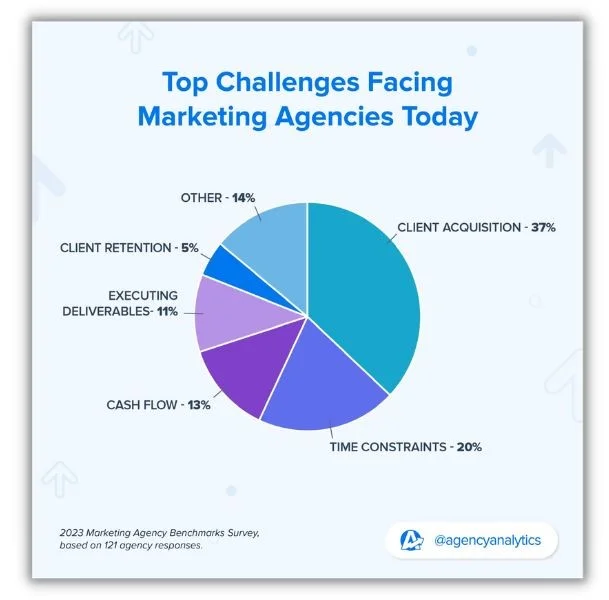 Top Challenges Facing
Marketing Agencies Today
OTHER - 14%
CLIENT ACQUISITION - 37%
CLIENT RETENTION - 5%
EXECUTING
DELIVERABLES- 11%
CASH FLOW - 13%
TIME CONSTRAINTS - 20%
2023 Marketing Agency Benchmarks Survey,
based on 121 agency responses.
@agencyanalytics